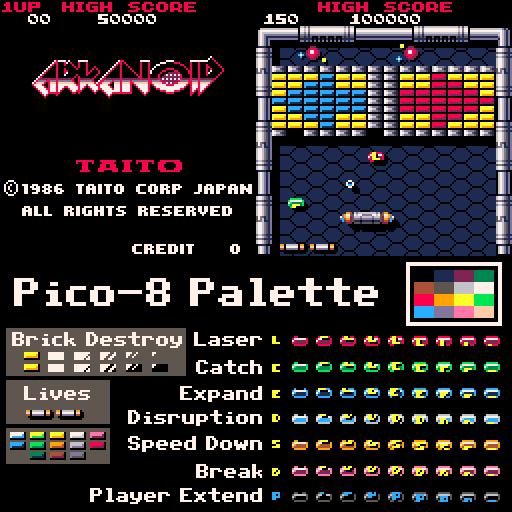 1UP HIGH SCORE
00 50000
ARKANOID
TAITO
©1986 TAITO CORP JAPAN
ALL RIGHTS RESERVED
CREDIT 0
HIGH SCORE
150 100000
Pico-8 Palette
Brick Destroy
Lives
Laser L
Catch C
Expand E
Disruption D
Speed Down S
Break B
Player Extend P